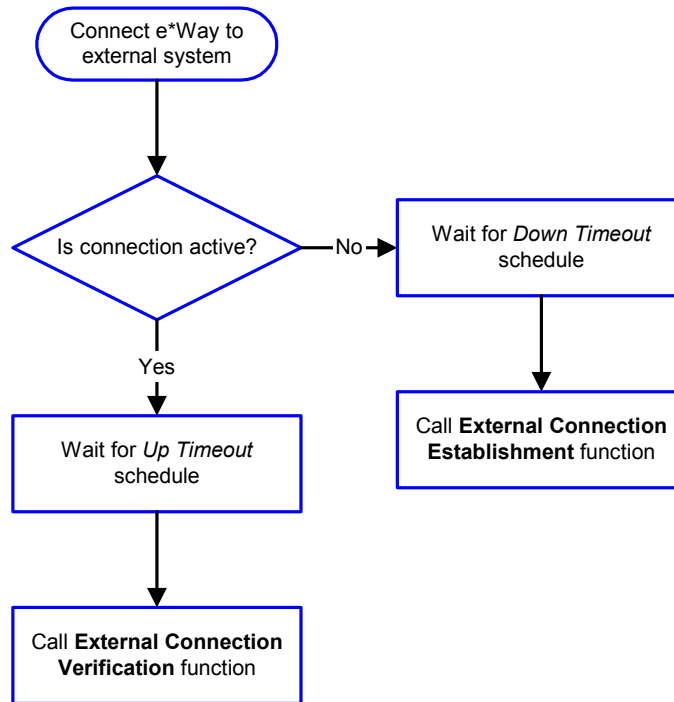 Connect e*Way to
external system
Is connection active?
No
Wait for Down Timeout
schedule
Yes
Call External Connection
Establishment function
Wait for Up Timeout
schedule
Call External Connection
Verification function